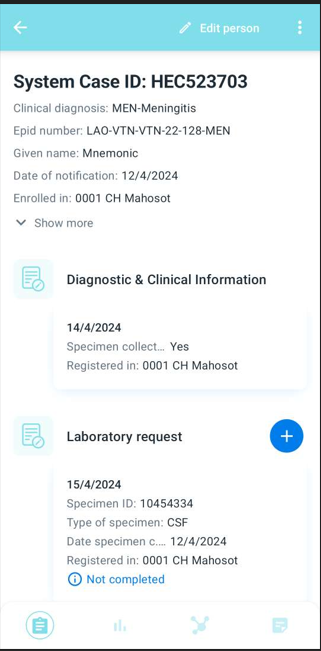 Edit person
System Case ID: HEC523703
Clinical diagnosis: MEN-Meningitis
Epid number: LAO-VTN-VTN-22-128-MEN
Given name: Mnemonic
Date of notification: 12/4/2024
Enrolled in: 0001 CH Mahosot
Show more
Diagnostic & Clinical Information
14/4/2024
Specimen collect... Yes
Registered in: 0001 CH Mahosot
Laboratory request
15/4/2024
Specimen ID: 10454334
Type of specimen: CSF
Date specimen c.... 12/4/2024
Registered in: 0001 CH Mahosot
Not completed